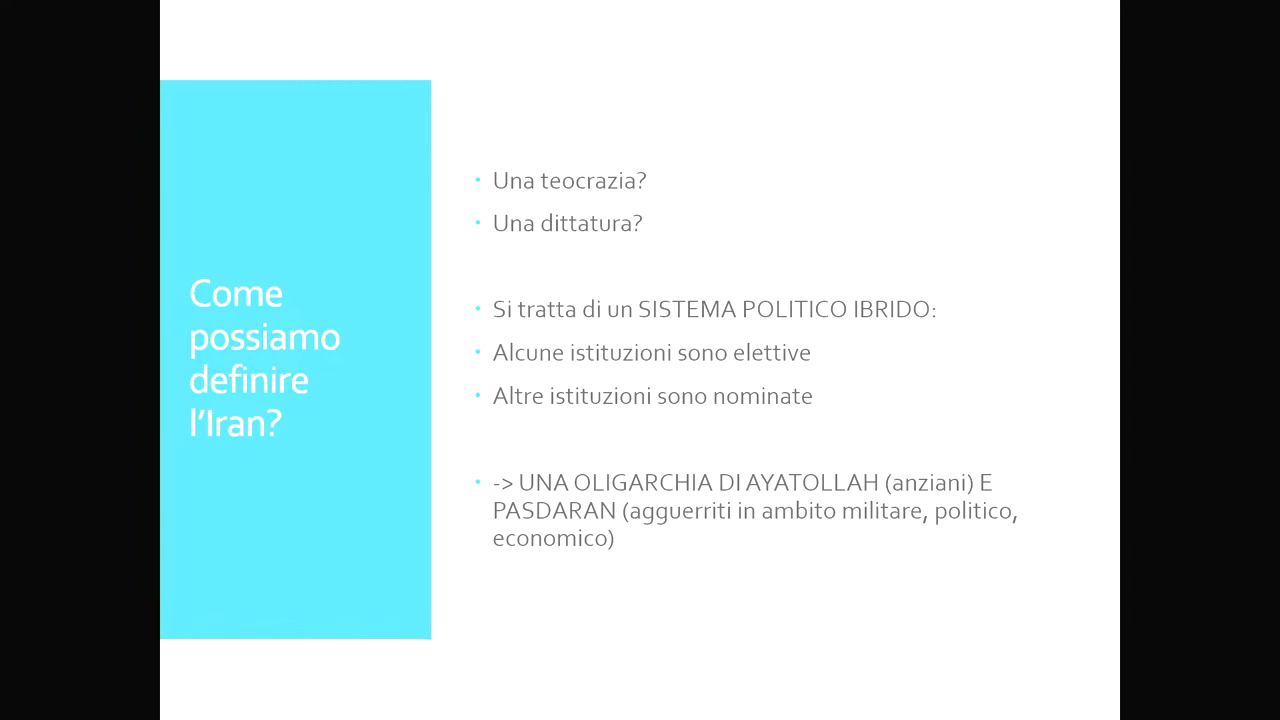 Come
possiamo
definire
l'Iran?
• Una teocrazia?
• Una dittatura?
• Si tratta di un SISTEMA POLITICO IBRIDO:
• Alcune istituzioni sono elettive
• Altre istituzioni sono nominate
• -> UNA OLIGARCHIA DI AYATOLLAH (anziani) E
PASDARAN (agguerriti in ambito militare, politico,
economico)